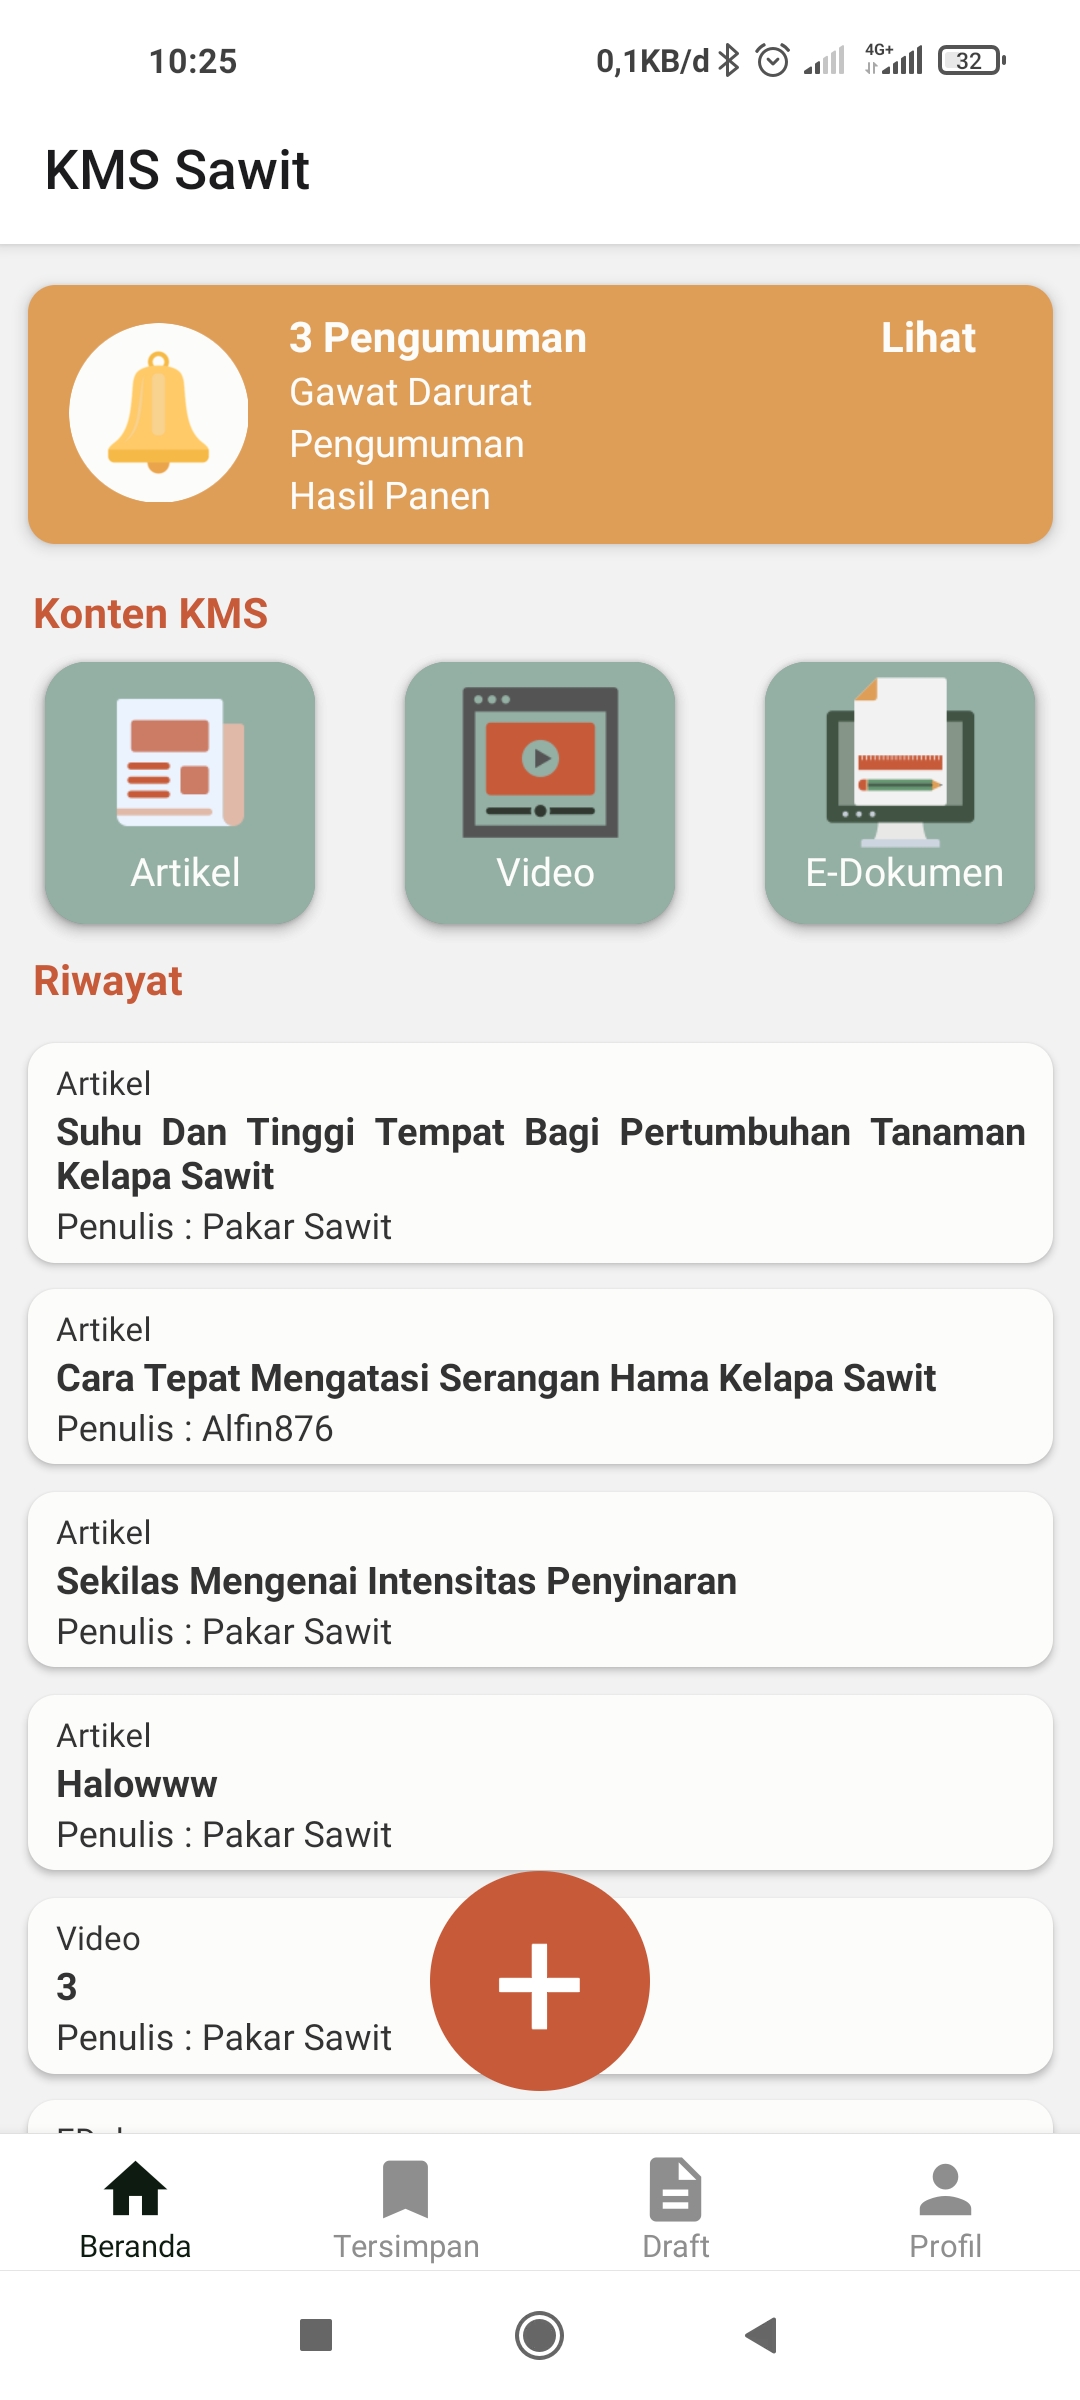 10:25
0,1KB/d
4G+
32
KMS Sawit
3 Pengumuman
Lihat
Gawat Darurat
Pengumuman
Hasil Panen
Konten KMS
Artikel
Video
E-Dokumen
Riwayat
Artikel
Suhu Dan Tinggi Tempat Bagi Pertumbuhan Tanaman
Kelapa Sawit
Penulis : Pakar Sawit
Artikel
Cara Tepat Mengatasi Serangan Hama Kelapa Sawit
Penulis : Alfin876
Artikel
Sekilas Mengenai Intensitas Penyinaran
Penulis : Pakar Sawit
Artikel
Halowww
Penulis : Pakar Sawit
Video
3
Penulis : Pakar Sawit
Beranda
Tersimpan
Draft
Profil